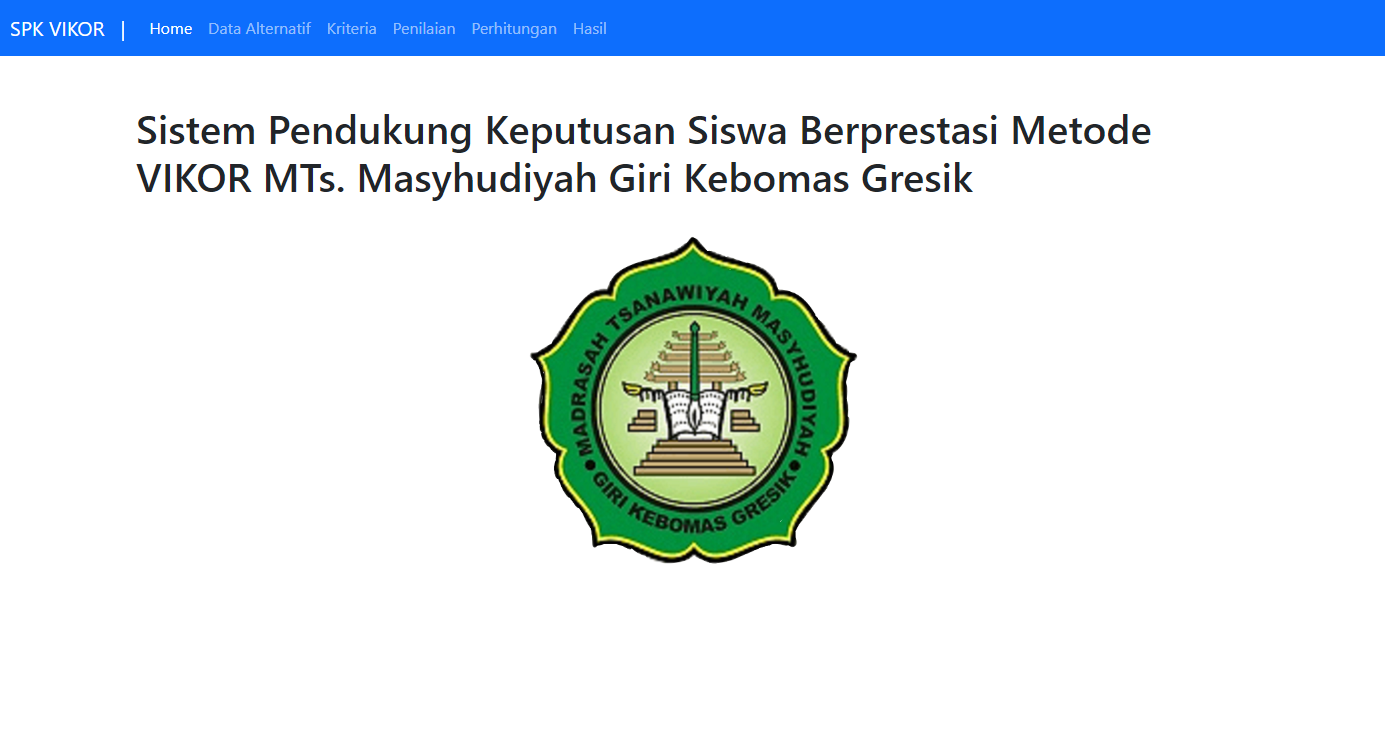 SPK VIKOR | Home Data Alternatif Kriteria Penilaian Perhitungan Hasil
Sistem Pendukung Keputusan Siswa Berprestasi Metode
VIKOR MTs. Masyhudiyah Giri Kebomas Gresik
MADRASAH TSANAWIYAH MASYHUDIYAH
GIRI KEBOMAS GRESIK